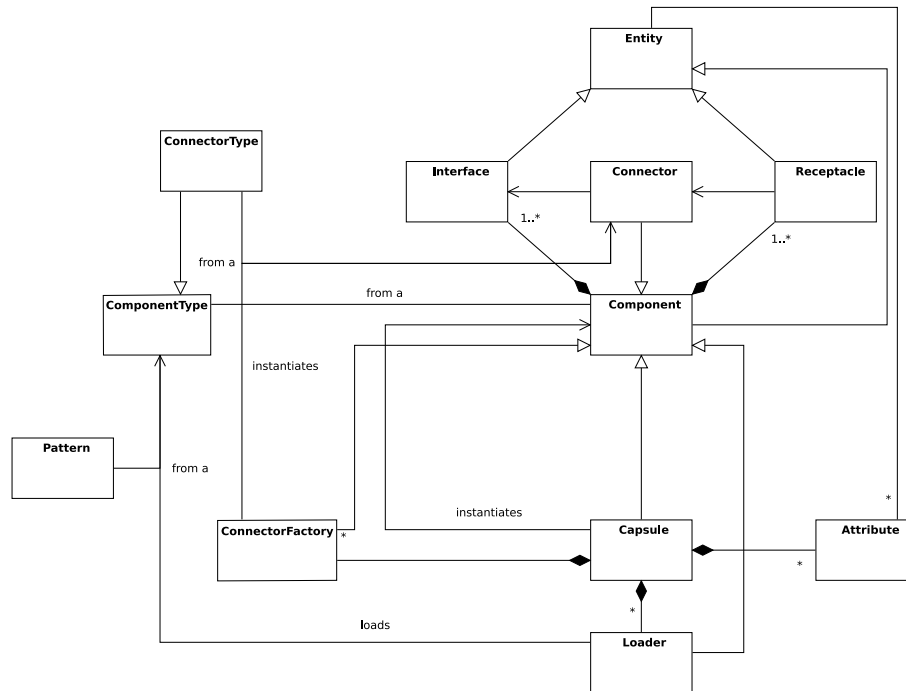 Entity
ConnectorType
Interface
Connector
Receptacle
1..*
1..*
from a
from a
ComponentType
Component
instantiates
Pattern
from a
*
instantiates
ConnectorFactory
*
Capsule
Attribute
*
*
loads
Loader